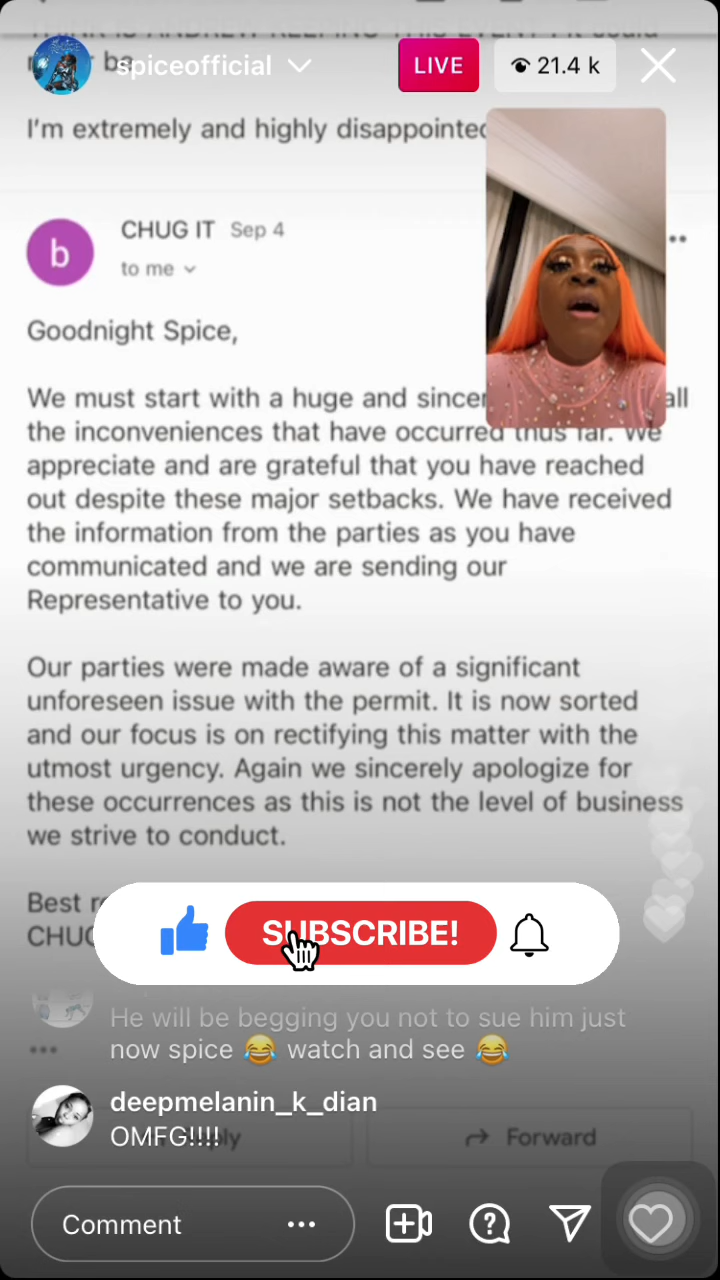 spiceofficial
LIVE
21.4 k
I'm extremely and highly disappointed
b
CHUG IT Sep 4
to me
Goodnight Spice,
We must start with a huge and all
the inconveniences that have occurred thus far. We
appreciate and are grateful that you have reached
out despite these major setbacks. We have received
the information from the parties as you have
communicated and we are sending our
Representative to you.
Our parties were made aware of a significant
unforeseen issue with the permit. It is now sorted
and our focus is on rectifying this matter with the
utmost urgency. Again we sincerely apologize for
these occurrences as this is not the level of business
we strive to conduct.
Best
SUBSCRIBE!
He will be begging you not to sue him just
now spice 😂 watch and see 😂
deepmelanin_k_dian
OMFG!!!!
Forward
Comment